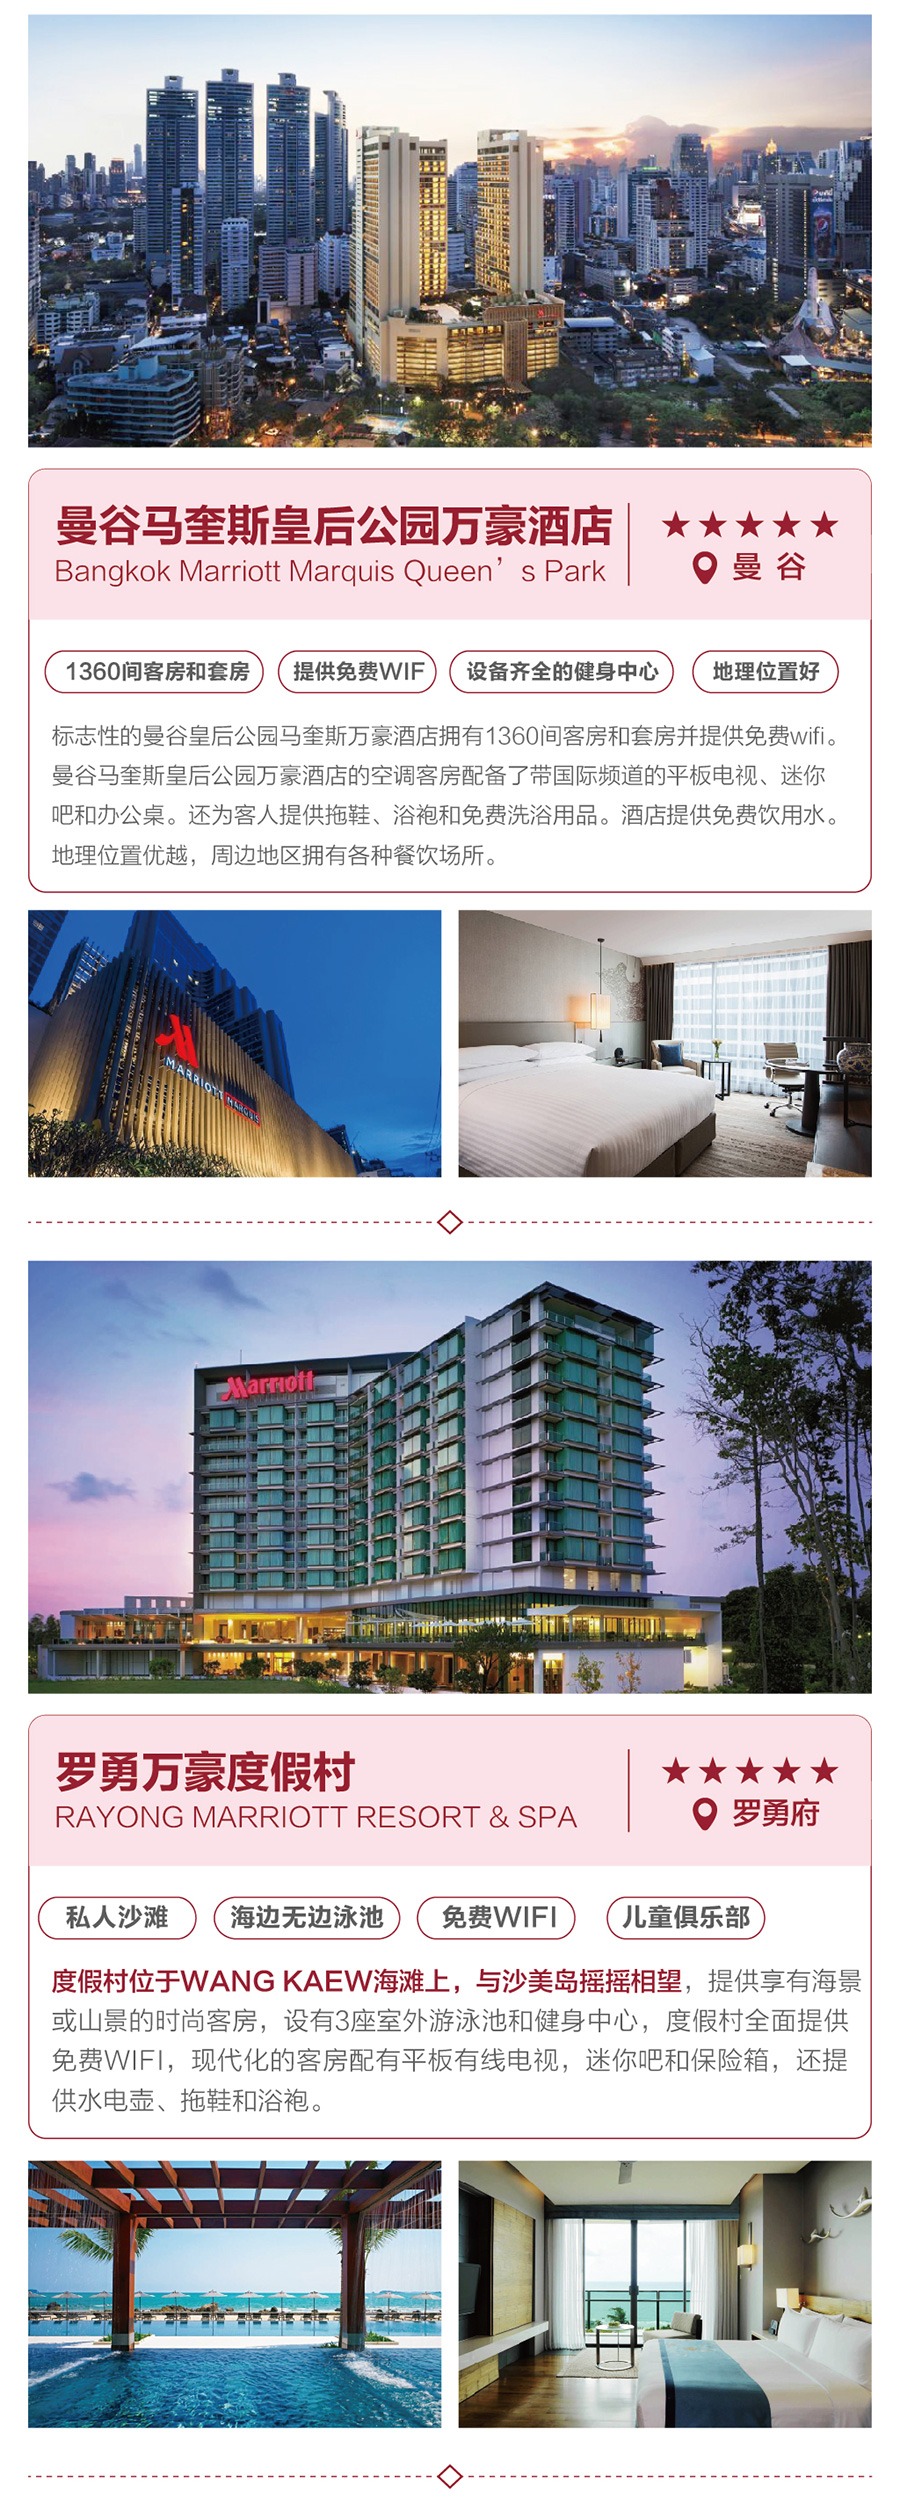 曼谷马奎斯皇后公园万豪酒店
Bangkok Marriott Marquis Queen’s Park
曼谷
1360间客房和套房
提供免费WIF
设备齐全的健身中心
地理位置好
标志性的曼谷皇后公园马奎斯万豪酒店拥有1360间客房和套房并提供免费wifi。
曼谷马奎斯皇后公园万豪酒店的空调客房配备了带国际频道的平板电视、迷你
吧和办公桌。还为客人提供拖鞋、浴袍和免费洗浴用品。酒店提供免费饮用水。
地理位置优越，周边地区拥有各种餐饮场所。
MARRIOTT MARQUIS
Marriott
罗勇万豪度假村
RAYONG MARRIOTT RESORT & SPA
罗勇府
私人沙滩
海边无边泳池
免费WIFI
儿童俱乐部
度假村位于WANG KAEW海滩上，与沙美岛摇摇相望，提供享有海景
或山景的时尚客房，设有3座室外游泳池和健身中心，度假村全面提供
免费WIFI，现代化的客房配有平板有线电视，迷你吧和保险箱，还提
供水电壶、拖鞋和浴袍。